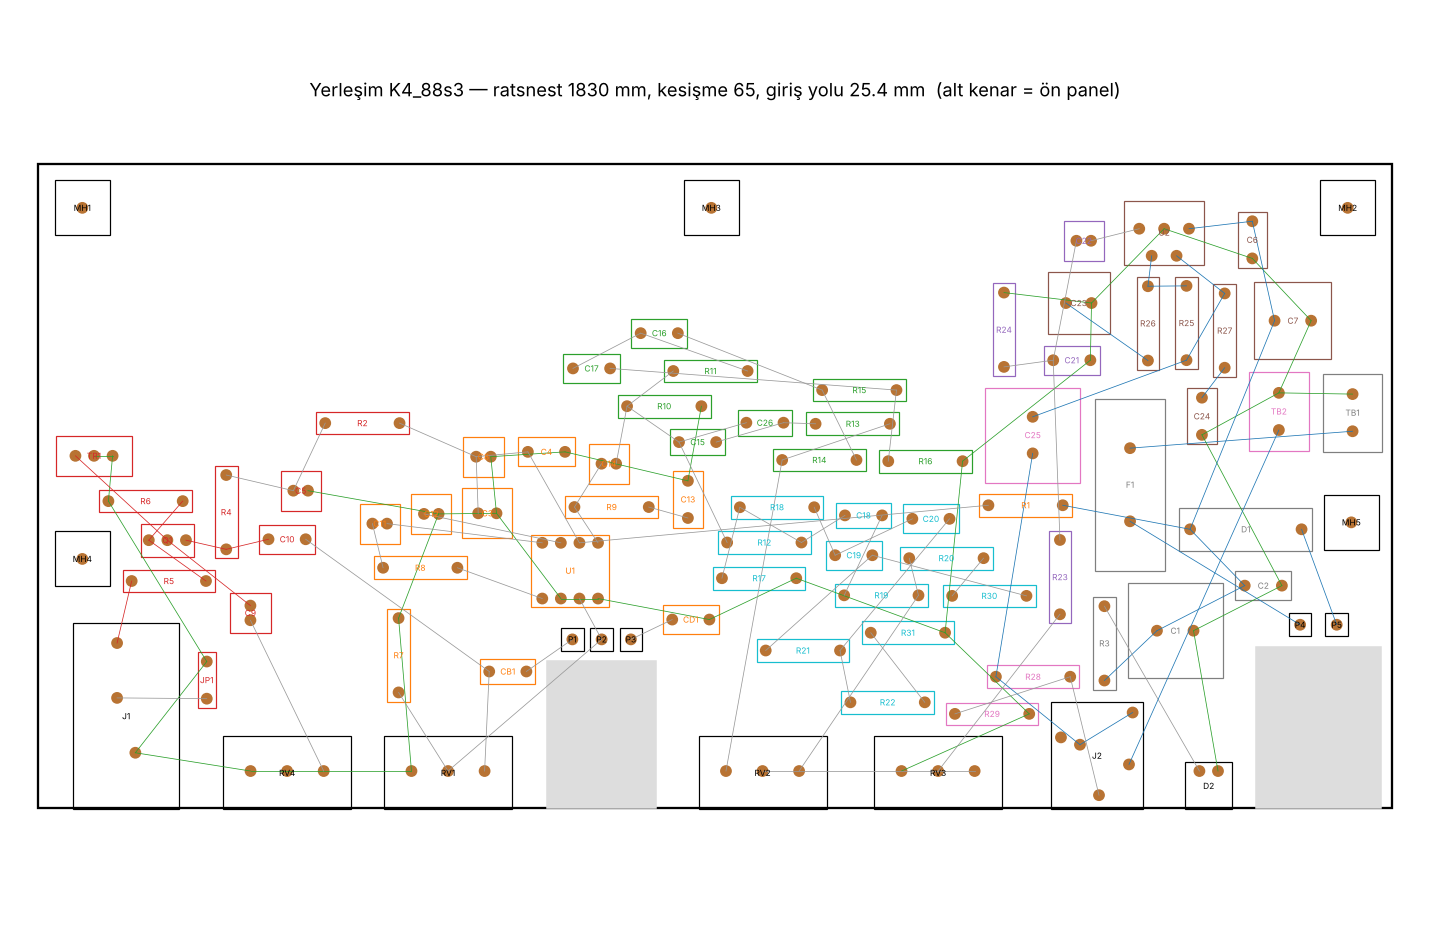 Yerleşim K4_88s3 — ratsnest 1830 mm, kesişme 65, giriş yolu 25.4 mm (alt kenar = ön panel)
MH1
MH3
MH2
C6
C23
R24
R26
R25
R27
C7
C21
C16
C17
R11
R15
R10
C26
R13
C15
R14
R16
C25
C24
TB2
TB1
R2
C4
R6
R4
C10
R9
C13
R18
C18
C20
R1
F1
D1
MH5
R12
C19
R20
MH4
R5
R8
U1
R17
R19
R30
R23
C2
CD1
R31
R3
C1
P1
P2
P3
P4
P5
R7
CB1
R21
R28
JP1
R22
R29
J1
J2
RV4
RV1
RV2
RV3
D2